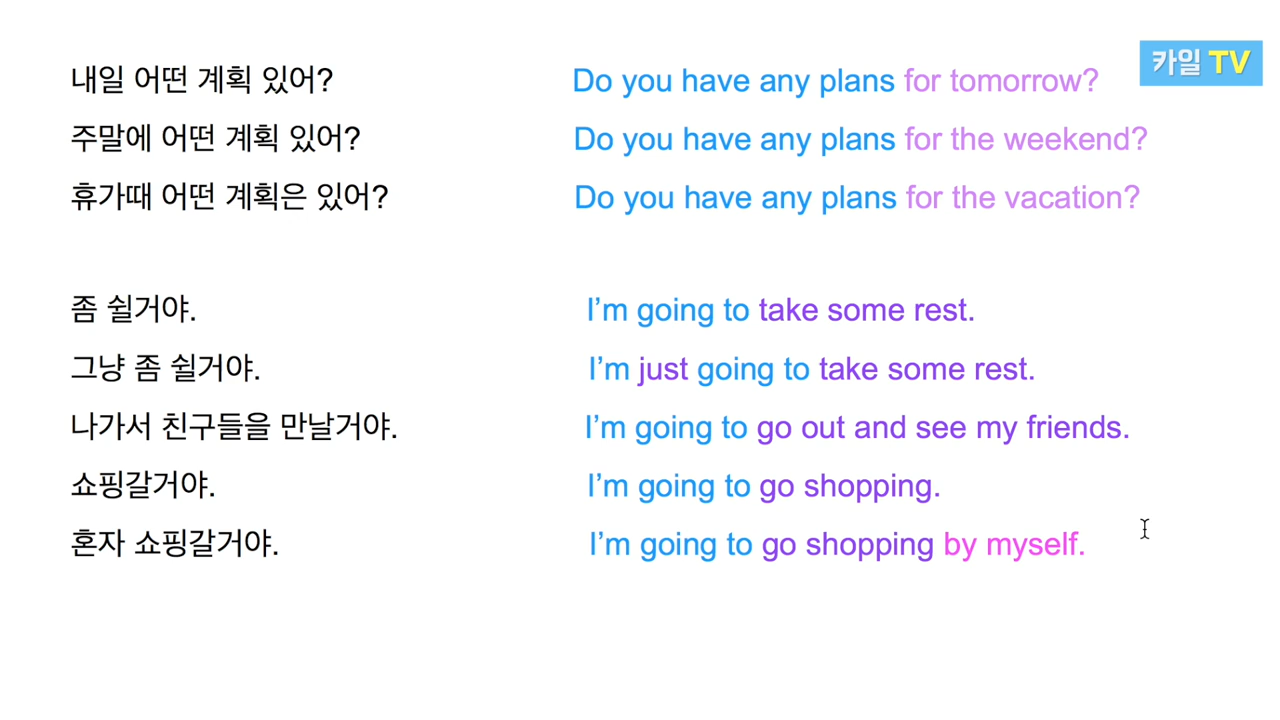 카일 TV
내일 어떤 계획 있어? Do you have any plans for tomorrow?
주말에 어떤 계획 있어? Do you have any plans for the weekend?
휴가때 어떤 계획은 있어? Do you have any plans for the vacation?
좀 쉴거야. I’m going to take some rest.
그냥 좀 쉴거야. I’m just going to take some rest.
나가서 친구들을 만날거야. I’m going to go out and see my friends.
쇼핑갈거야. I’m going to go shopping.
혼자 쇼핑갈거야. I’m going to go shopping by myself.